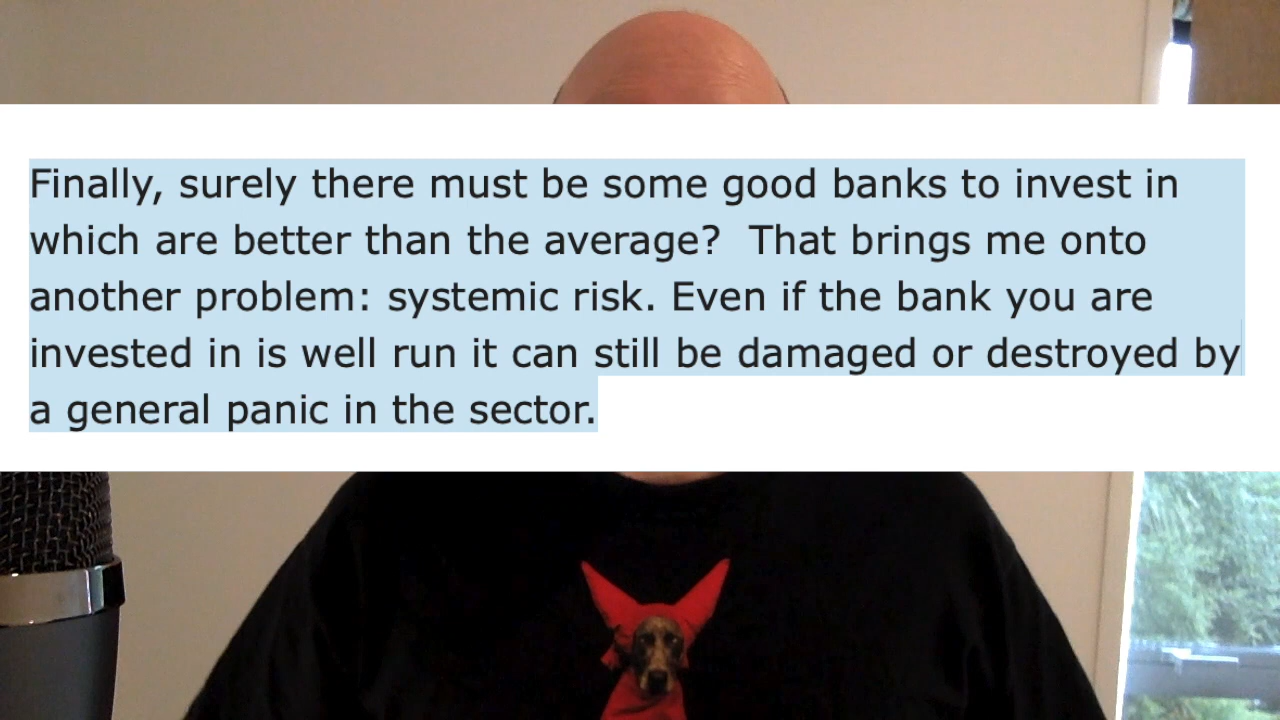 Finally, surely there must be some good banks to invest in
which are better than the average?  That brings me onto
another problem: systemic risk. Even if the bank you are
invested in is well run it can still be damaged or destroyed by
a general panic in the sector.